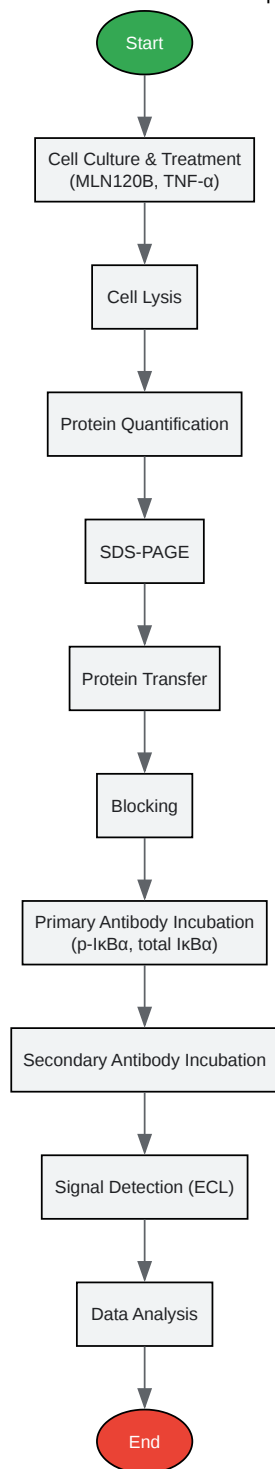 Start
Cell Culture & Treatment
(MLN120B, TNF-α)
Cell Lysis
Protein Quantification
SDS-PAGE
Protein Transfer
Blocking
Primary Antibody Incubation
(p-IκBα, total IκBα)
Secondary Antibody Incubation
Signal Detection (ECL)
Data Analysis
End